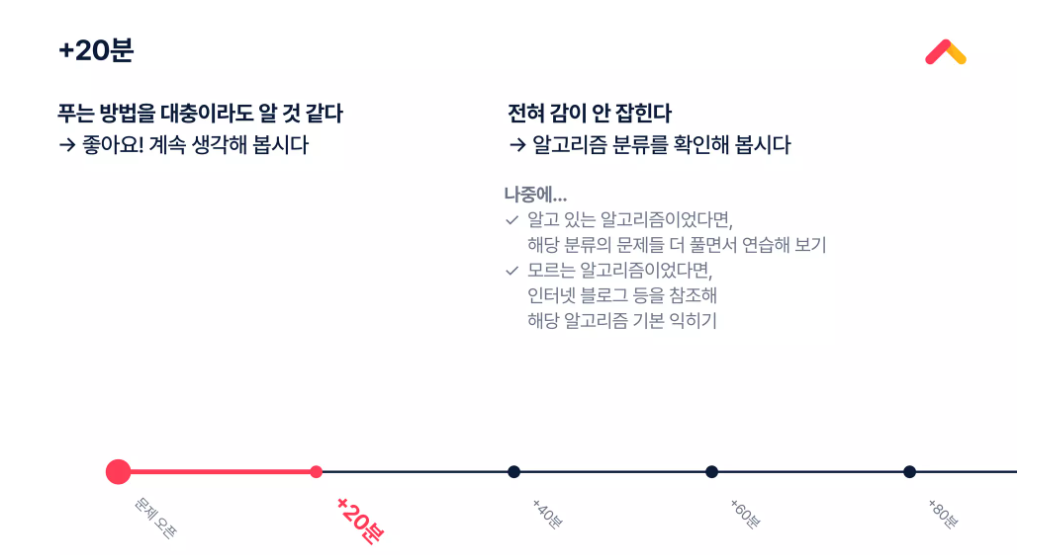 +20분
푸는 방법을 대충이라도 알 것 같다
→ 좋아요! 계속 생각해 봅시다
전혀 감이 안 잡힌다
→ 알고리즘 분류를 확인해 봅시다
나중에...
✓ 알고 있는 알고리즘이었다면,
해당 분류의 문제들 더 풀면서 연습해 보기
✓ 모르는 알고리즘이었다면,
인터넷 블로그 등을 참조해
해당 알고리즘 기본 익히기
문제 오픈
+20분
+40분
+60분
+80분